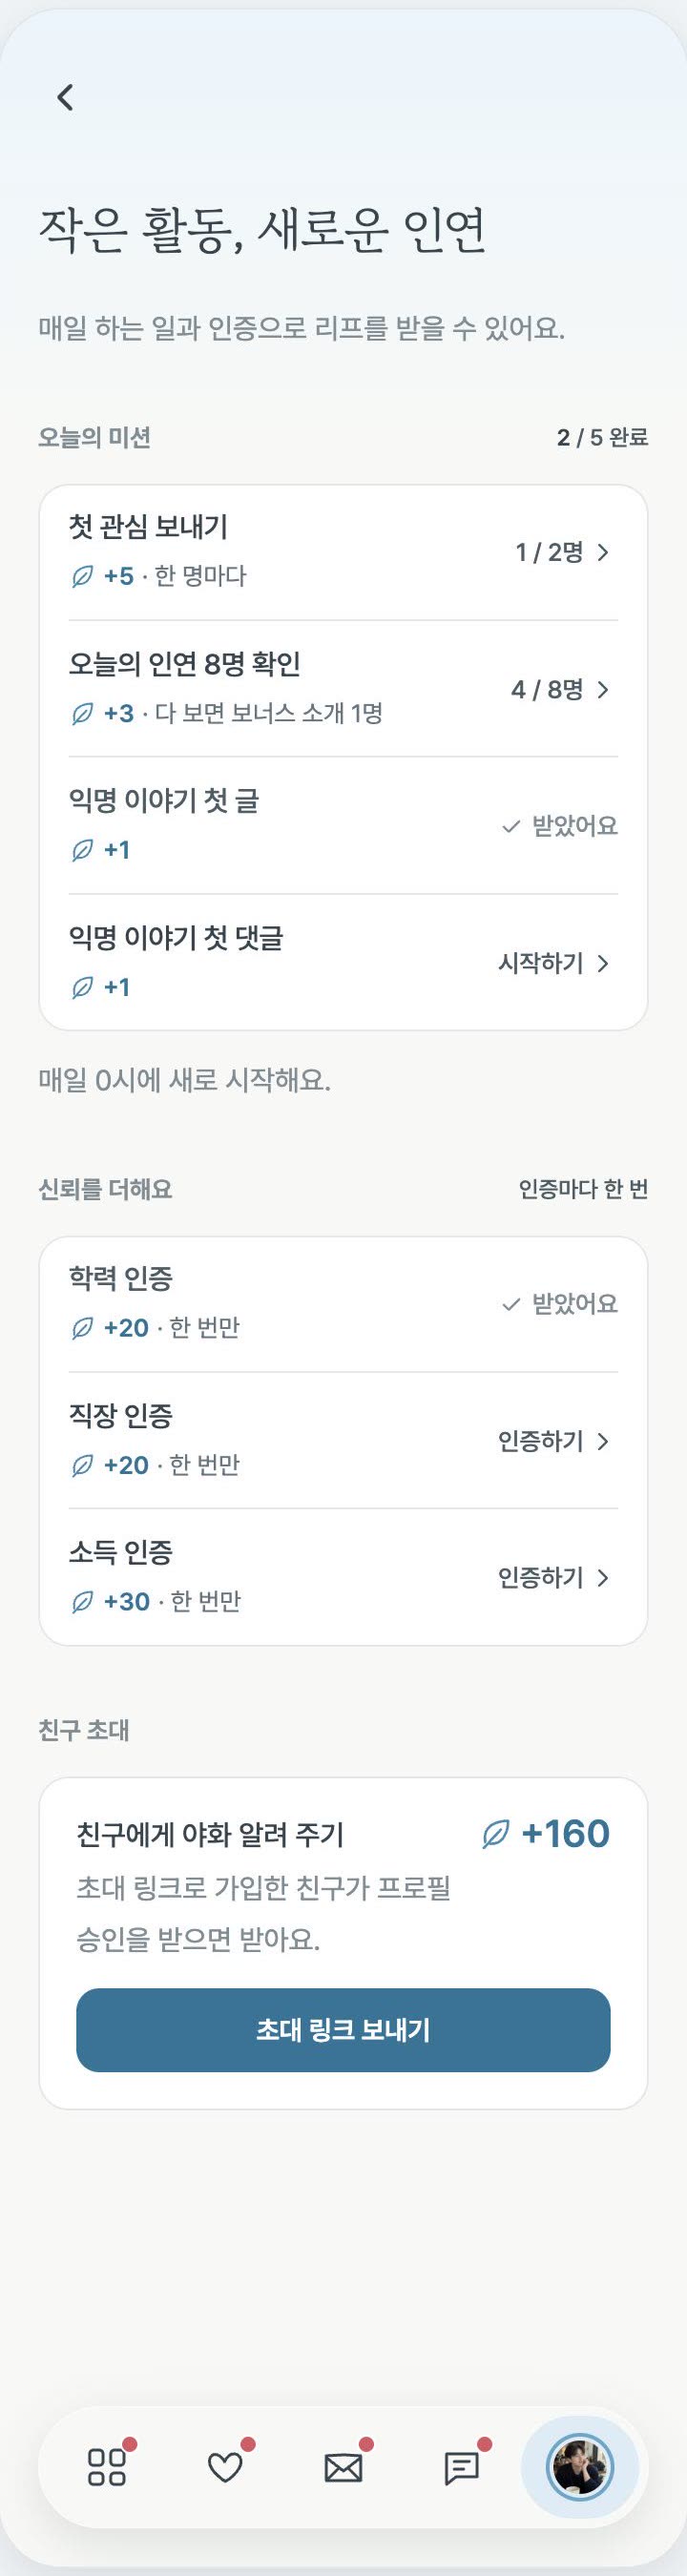 작은 활동, 새로운 인연
매일 하는 일과 인증으로 리프를 받을 수 있어요.
오늘의 미션
2 / 5 완료
첫 관심 보내기
+5 · 한 명마다
1 / 2명
오늘의 인연 8명 확인
+3 · 다 보면 보너스 소개 1명
4 / 8명
익명 이야기 첫 글
+1
받았어요
익명 이야기 첫 댓글
+1
시작하기
매일 0시에 새로 시작해요.
신뢰를 더해요
인증마다 한 번
학력 인증
+20 · 한 번만
받았어요
직장 인증
+20 · 한 번만
인증하기
소득 인증
+30 · 한 번만
인증하기
친구 초대
친구에게 야화 알려 주기
+160
초대 링크로 가입한 친구가 프로필
승인을 받으면 받아요.
초대 링크 보내기